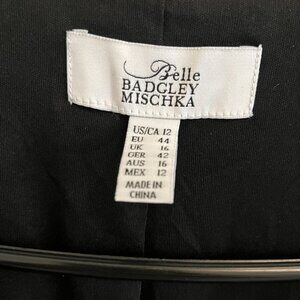 Belle
BADGLEY
MISCHKA
US/CA 12
EU 44
UK 16
GER 42
AUS 16
MEX 12
MADE IN
CHINA